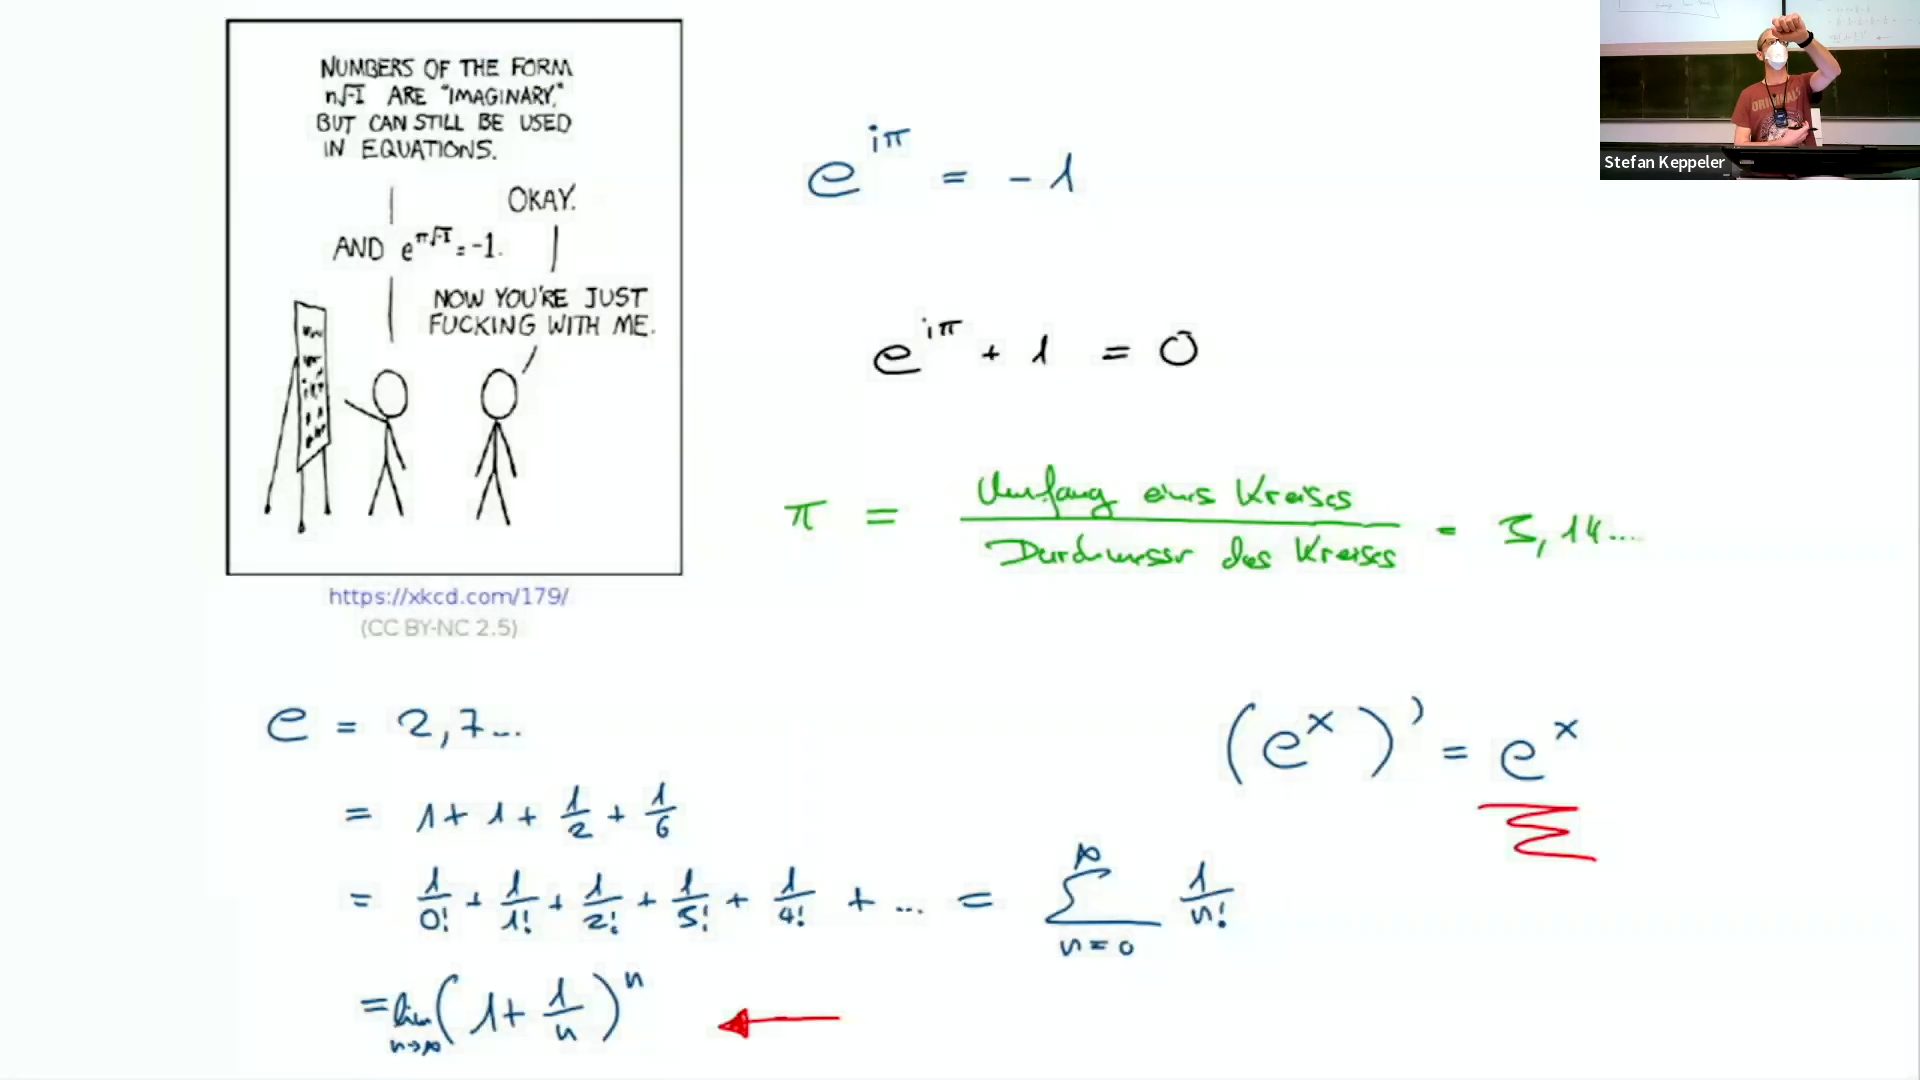 NUMBERS OF THE FORM
n√-1 ARE "IMAGINARY,"
BUT CAN STILL BE USED
IN EQUATIONS.
OKAY.
AND e^π√-1 = -1.
NOW YOU'RE JUST
FUCKING WITH ME.
https://xkcd.com/179/
(CC BY-NC 2.5)
e^iπ = -1
e^iπ + 1 = 0
π = Umfang eines Kreises / Durchmesser des Kreises = 3,14...
e = 2,7...
= 1 + 1 + 1/2 + 1/6
= 1/0! + 1/1! + 1/2! + 1/3! + 1/4! + ... = ∑_{n=0}^∞ 1/n!
= lim_{n→∞} (1 + 1/n)^n
(e^x)' = e^x
Stefan Keppeler
ORIGINALS